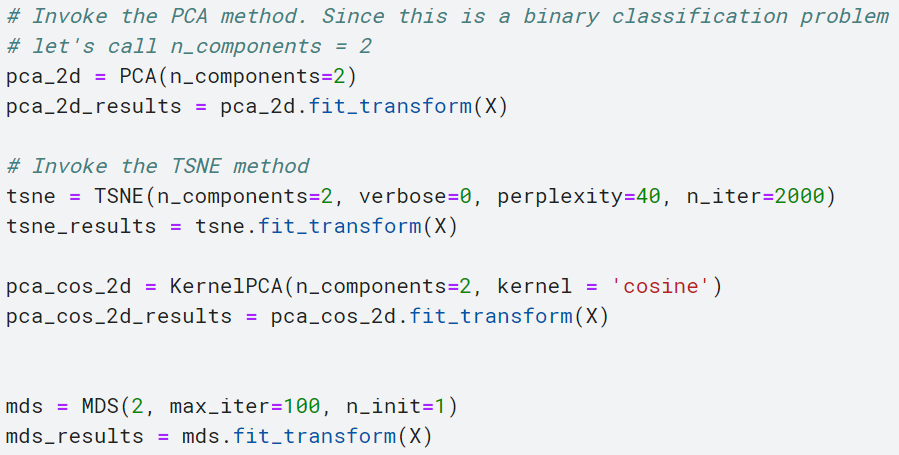 # Invoke the PCA method. Since this is a binary classification problem
# let's call n_components = 2
pca_2d = PCA(n_components=2)
pca_2d_results = pca_2d.fit_transform(X)
# Invoke the TSNE method
tsne = TSNE(n_components=2, verbose=0, perplexity=40, n_iter=2000)
tsne_results = tsne.fit_transform(X)
pca_cos_2d = KernelPCA(n_components=2, kernel = 'cosine')
pca_cos_2d_results = pca_cos_2d.fit_transform(X)
mds = MDS(2, max_iter=100, n_init=1)
mds_results = mds.fit_transform(X)